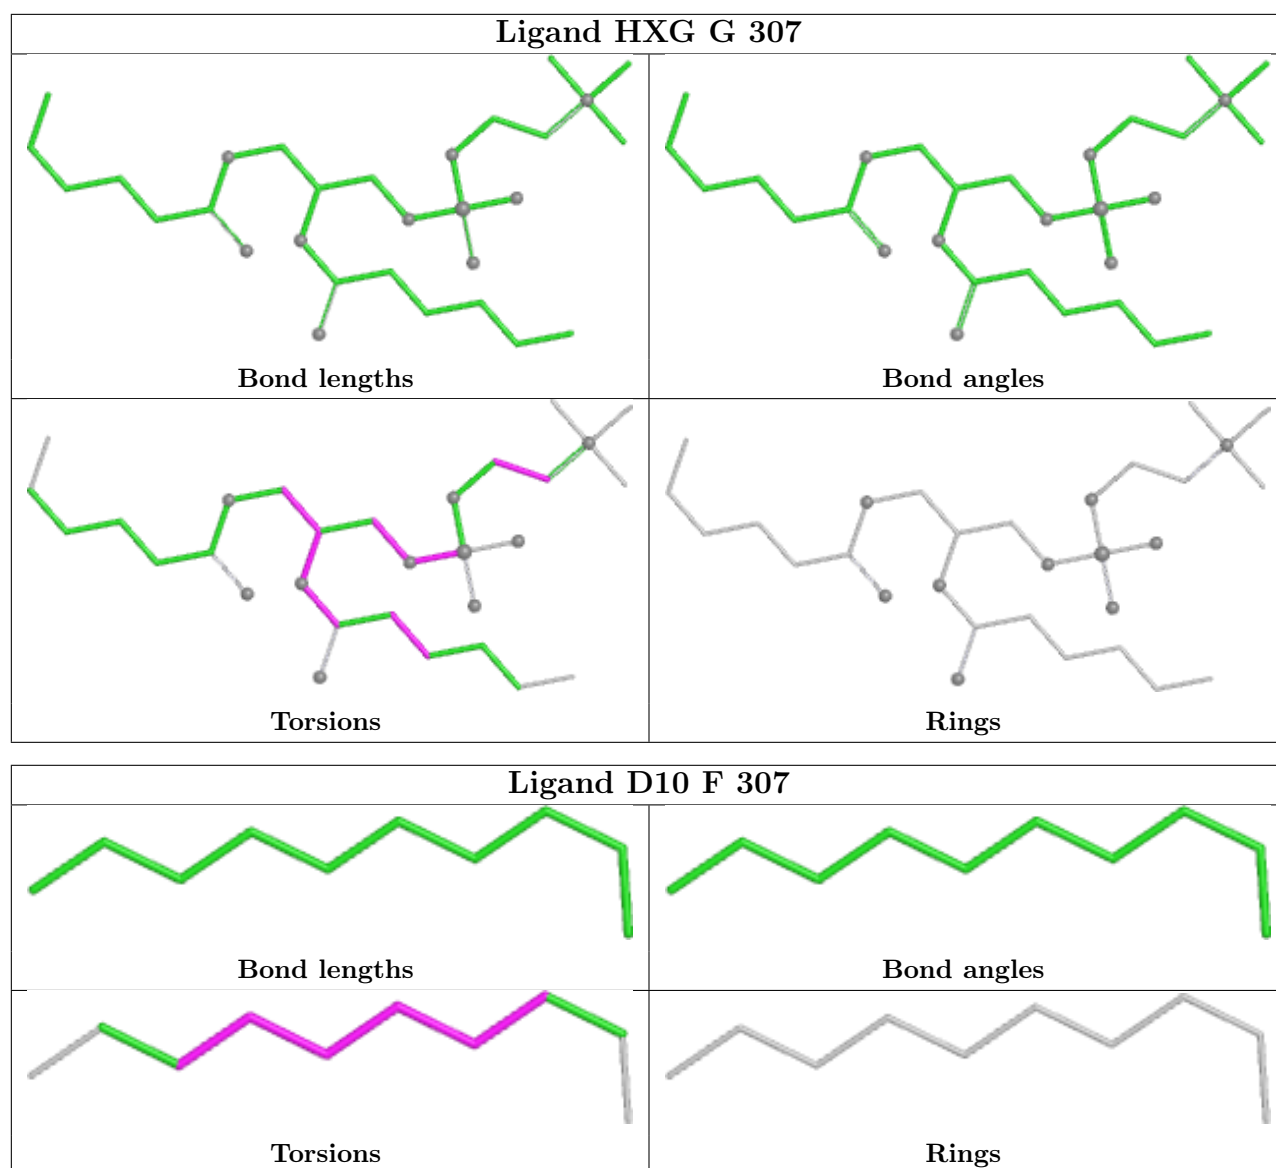 Ligand HXG G 307
Bond lengths
Bond angles
Torsions
Rings
Ligand D10 F 307
Bond lengths
Bond angles
Torsions
Rings